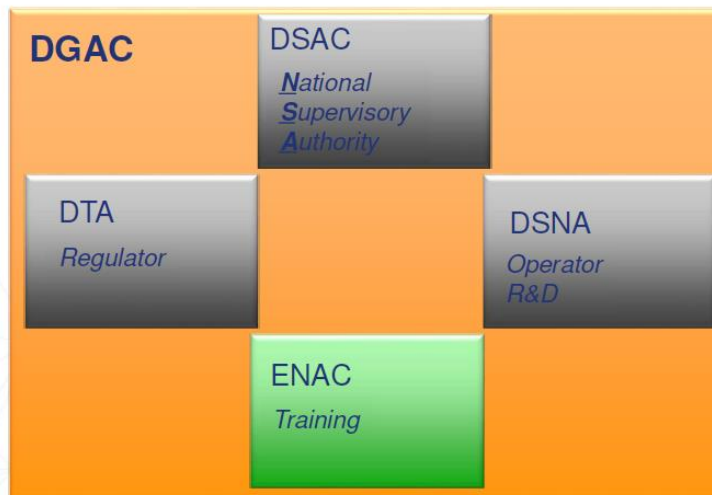 DGAC
DSAC
National
Supervisory
Authority
DTA
Regulator
DSNA
Operator
R&D
ENAC
Training